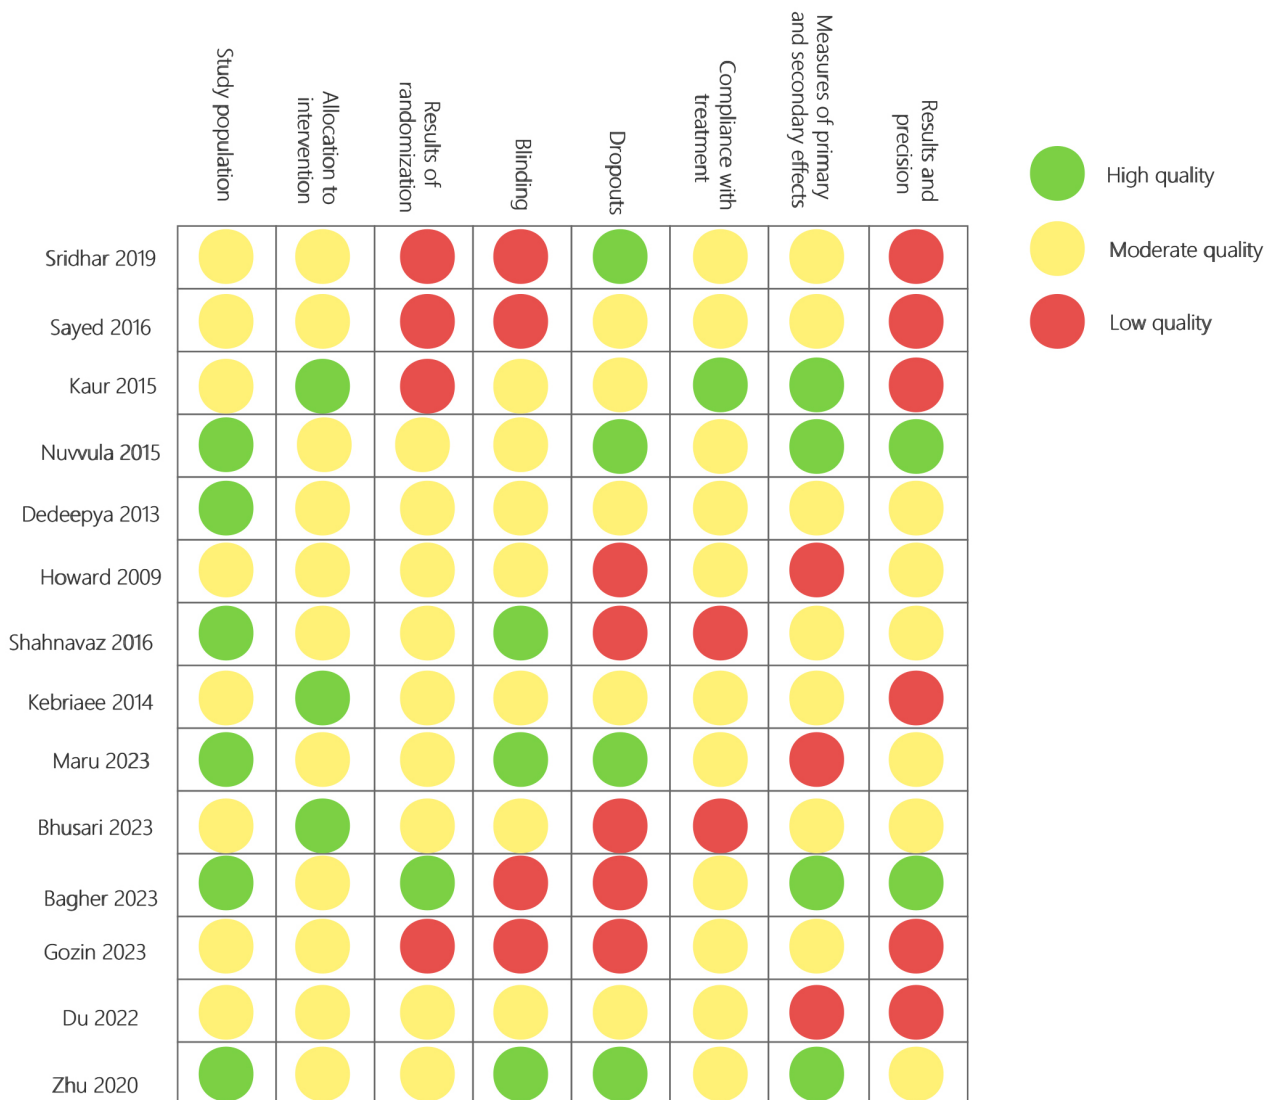 Study population
Allocation to
intervention
Results of
randomization
Blinding
Dropouts
Compliance with
treatment
Measures of primary
and secondary effects
Results and
precision
High quality
Moderate quality
Low quality
Sridhar 2019
Sayed 2016
Kaur 2015
Nuvvula 2015
Dedeepya 2013
Howard 2009
Shahnavaz 2016
Kebriaee 2014
Maru 2023
Bhusari 2023
Bagher 2023
Gozin 2023
Du 2022
Zhu 2020